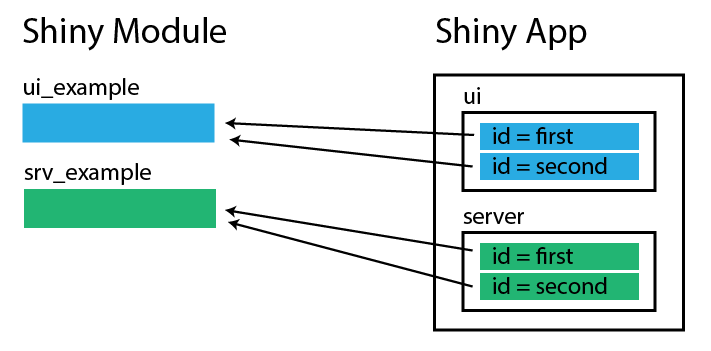 Shiny Module
Shiny App
ui_example
ui
id = first
id = second
srv_example
server
id = first
id = second